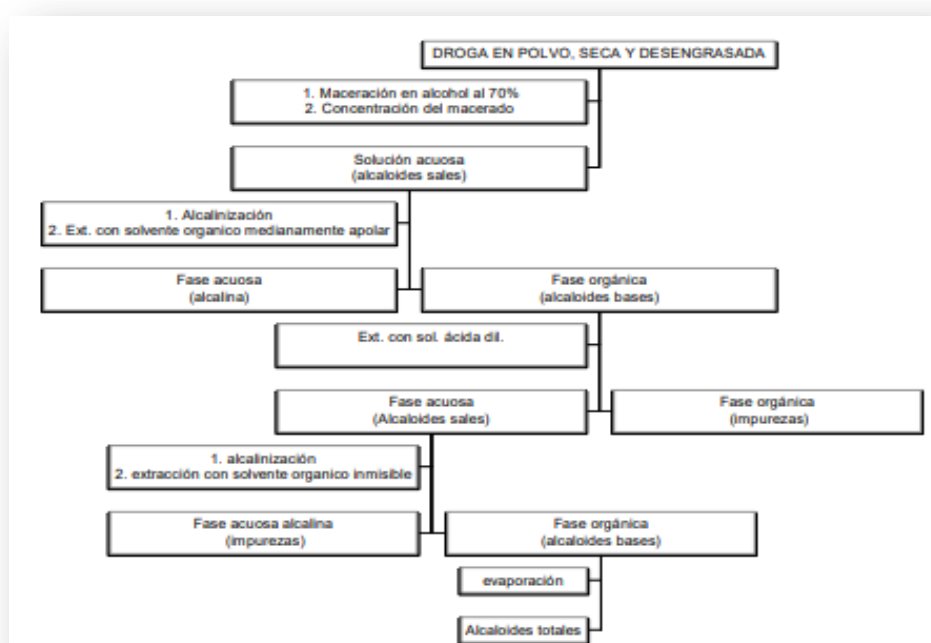 DROGA EN POLVO, SECA Y DESENGRASADA
1. Maceración en alcohol al 70%
2. Concentración del macerado
Solución acuosa
(alcaloides sales)
1. Alcalinización
2. Ext. con solvente organico medianamente apolar
Fase acuosa
(alcalina)
Fase orgánica
(alcaloides bases)
Ext. con sol. ácida dil.
Fase acuosa
(Alcaloides sales)
Fase orgánica
(impurezas)
1. alcalinización
2. extracción con solvente organico inmisible
Fase acuosa alcalina
(impurezas)
Fase orgánica
(alcaloides bases)
evaporación
Alcaloides totales